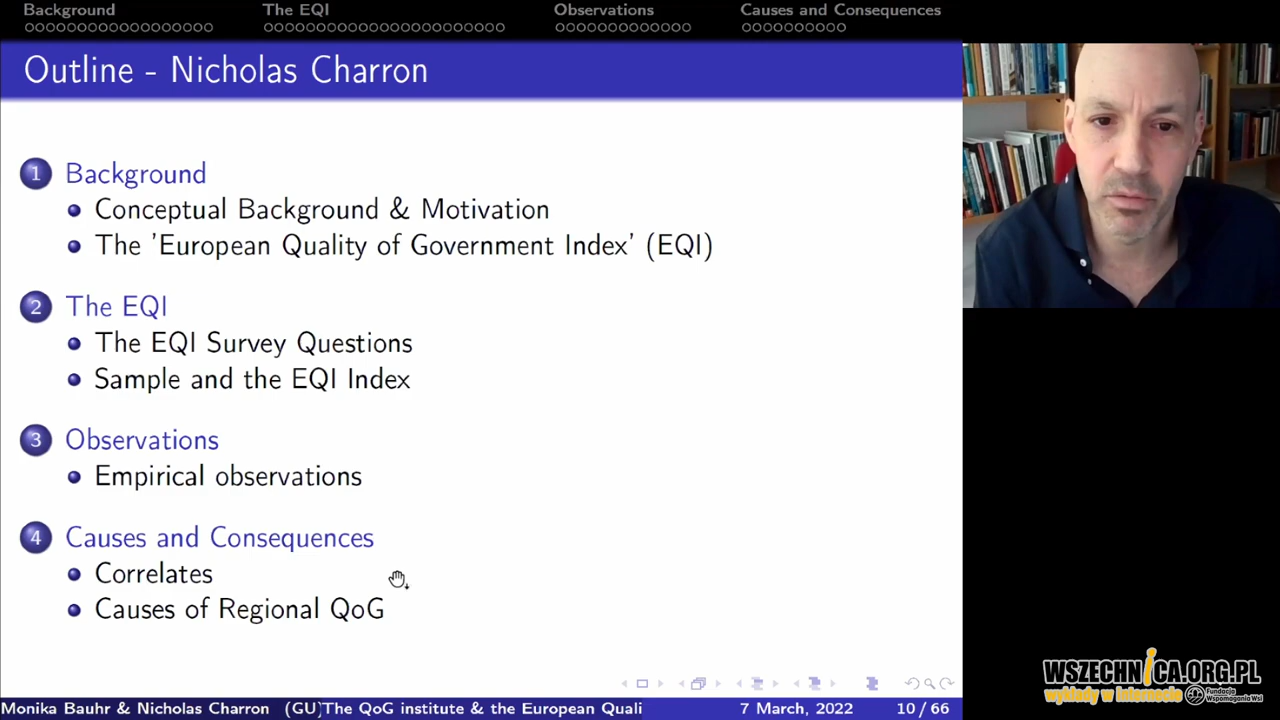 Background The EQI Observations Causes and Consequences
Outline - Nicholas Charron
1 Background
Conceptual Background & Motivation
The 'European Quality of Government Index' (EQI)
2 The EQI
The EQI Survey Questions
Sample and the EQI Index
3 Observations
Empirical observations
4 Causes and Consequences
Correlates
Causes of Regional QoG
WSZECHNICA.ORG.PL
wykłady w internecie Fundacja Wspomagania Wsi
Monika Bauhr & Nicholas Charron (GU) The QoG institute & the European Quali 7 March, 2022 10 / 66